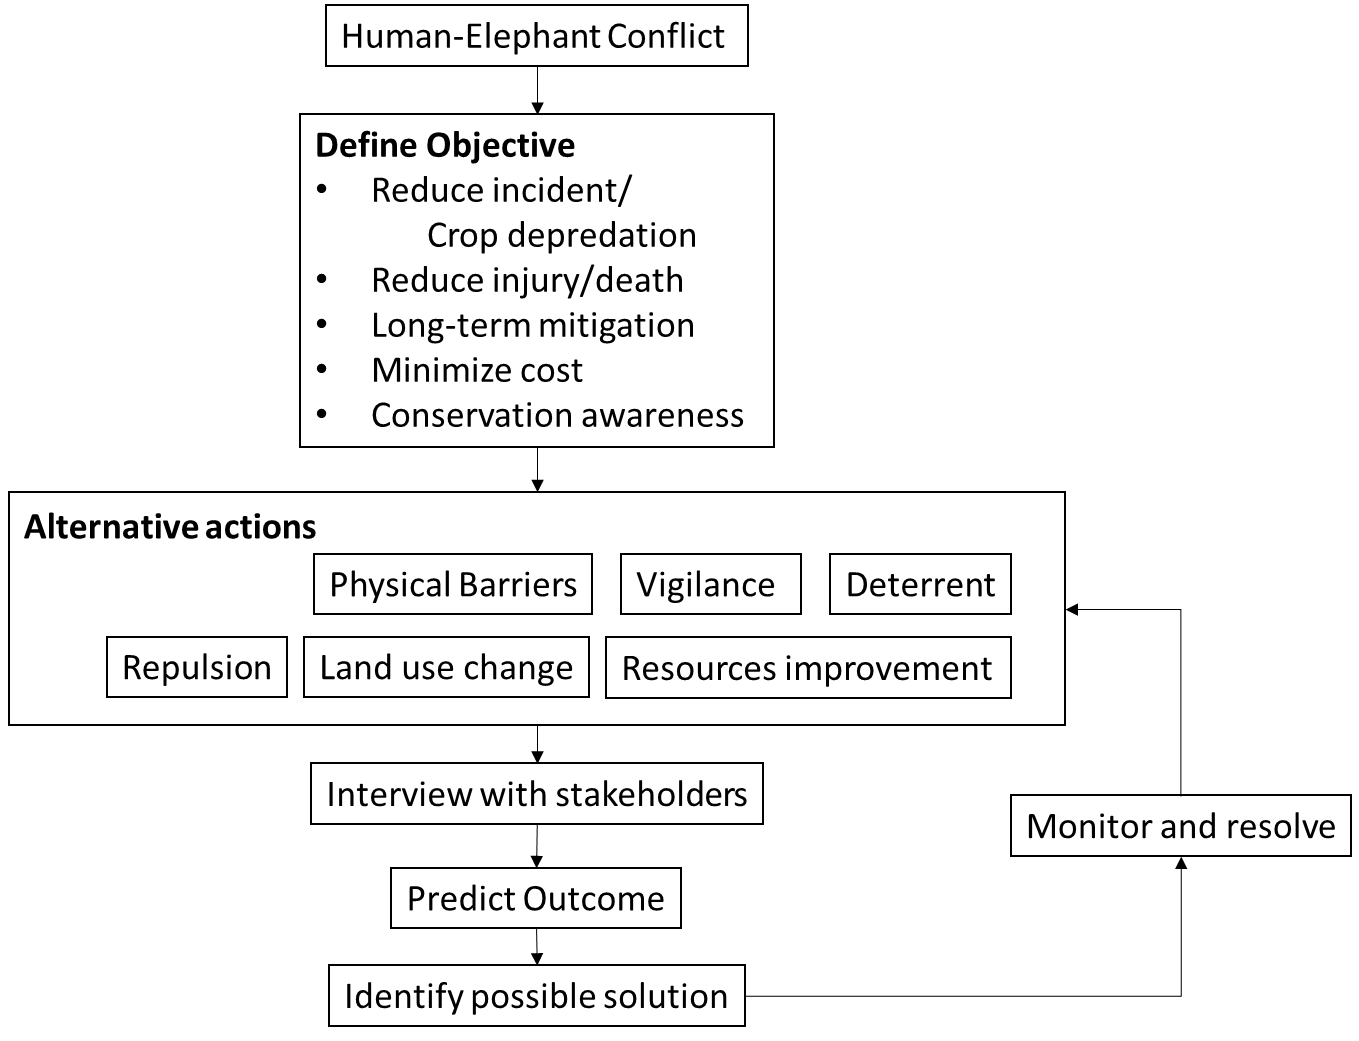 Human-Elephant Conflict
Define Objective
• Reduce incident/
Crop depredation
• Reduce injury/death
• Long-term mitigation
• Minimize cost
• Conservation awareness
Alternative actions
Physical Barriers
Vigilance
Deterrent
Repulsion
Land use change
Resources improvement
Interview with stakeholders
Monitor and resolve
Predict Outcome
Identify possible solution